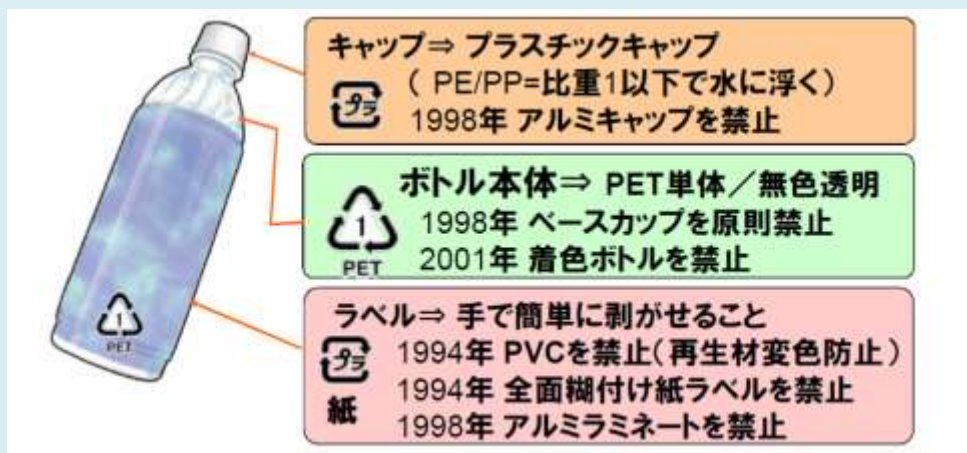 キャップ⇒ プラスチックキャップ
( PE/PP=比重1以下で水に浮く)
プラ
1998年 アルミキャップを禁止
ボトル本体⇒ PET単体/無色透明
1
PET
1998年 ベースカップを原則禁止
2001年 着色ボトルを禁止
ラベル⇒ 手で簡単に剥がせること
プラ
紙
1994年 PVCを禁止(再生材変色防止)
1994年 全面糊付け紙ラベルを禁止
1998年 アルミラミネートを禁止
1
PET